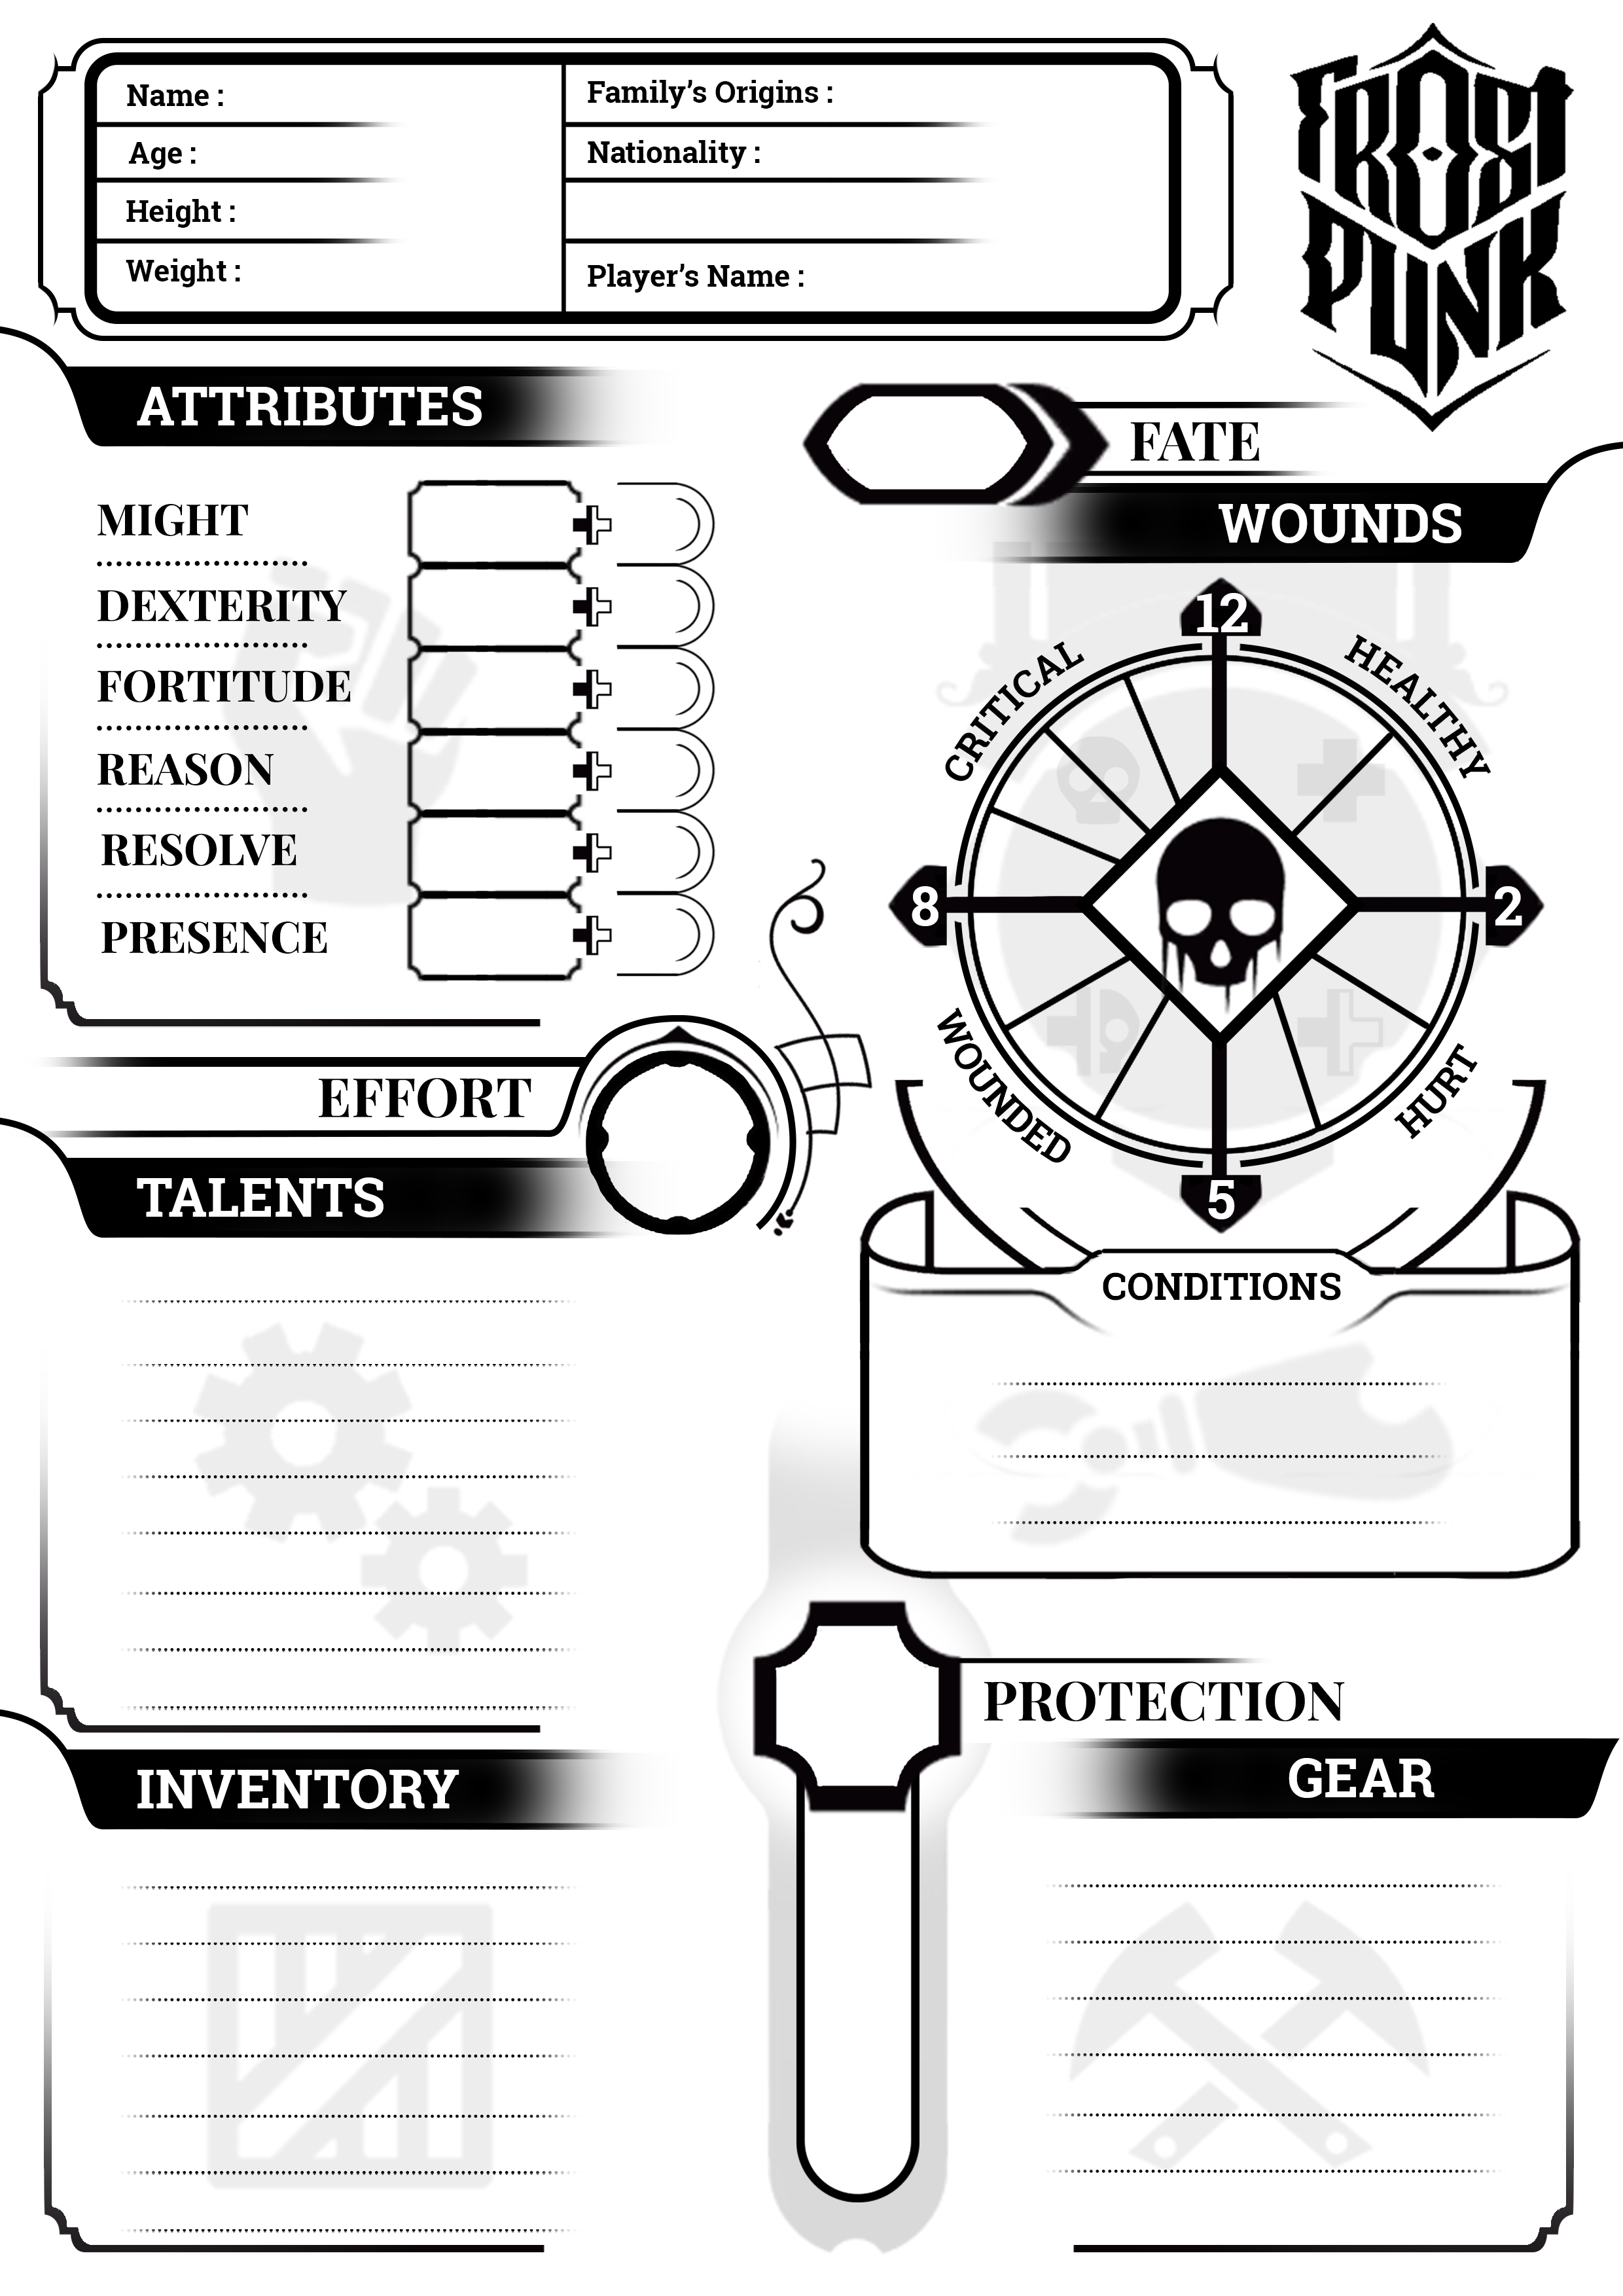 Name :
Age :
Height :
Weight :
Family's Origins :
Nationality :
Player's Name :
FROST
PUNK
ATTRIBUTES
MIGHT
DEXTERITY
FORTITUDE
REASON
RESOLVE
PRESENCE
EFFORT
TALENTS
INVENTORY
FATE
WOUNDS
12
CRITICAL
HEALTHY
8
2
WOUNDED
HURT
5
CONDITIONS
PROTECTION
GEAR